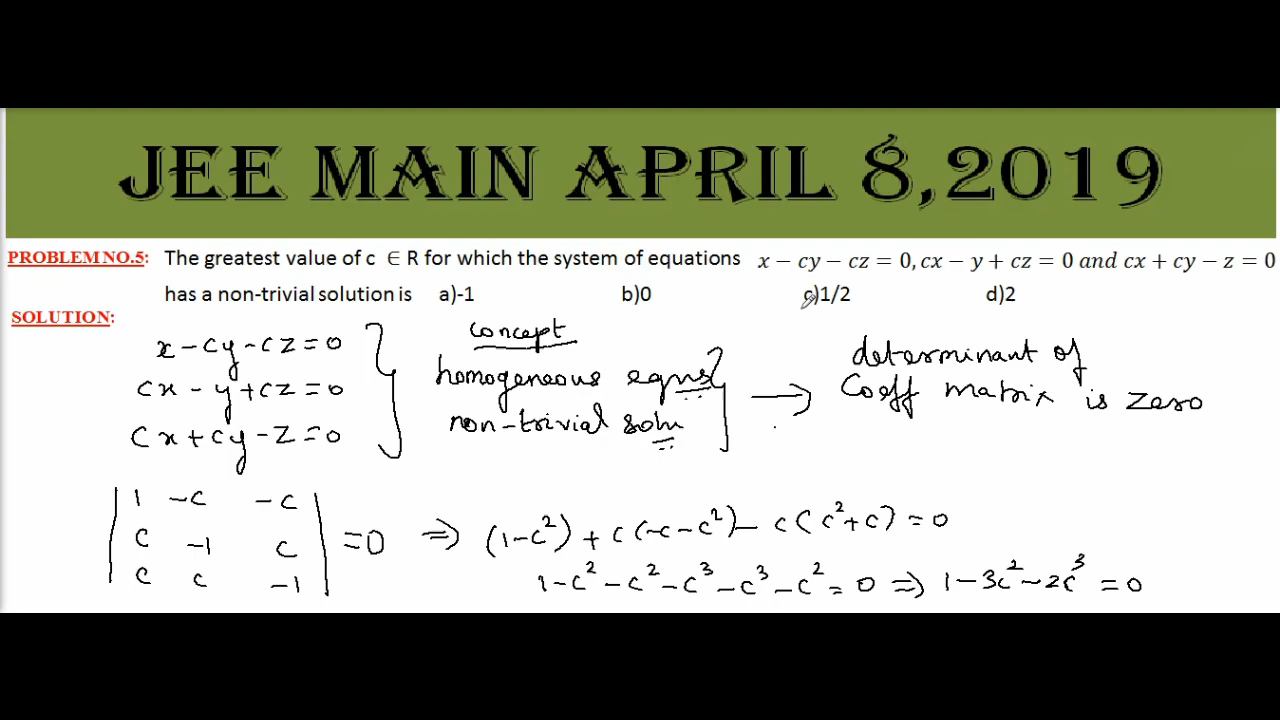 JEE MAIN APRIL 8,2019
PROBLEM NO.5: The greatest value of c ∈ R for which the system of equations x − cy − cz = 0, cx − y + cz = 0 and cx + cy − z = 0
has a non-trivial solution is a)-1 b)0 c)1/2 d)2
SOLUTION:
x - cy - cz = 0
cx - y + cz = 0
cx + cy - z = 0
concept
homogeneous eqns
non-trivial soln
→ determinant of
coeff matrix is zero
| 1 -c -c |
| c -1 c | = 0
| c c -1 |
⇒ (1-c²) + c(-c-c²) - c(c²+c) = 0
1-c²-c²-c³-c³-c² = 0 ⇒ 1-3c²-2c³ = 0